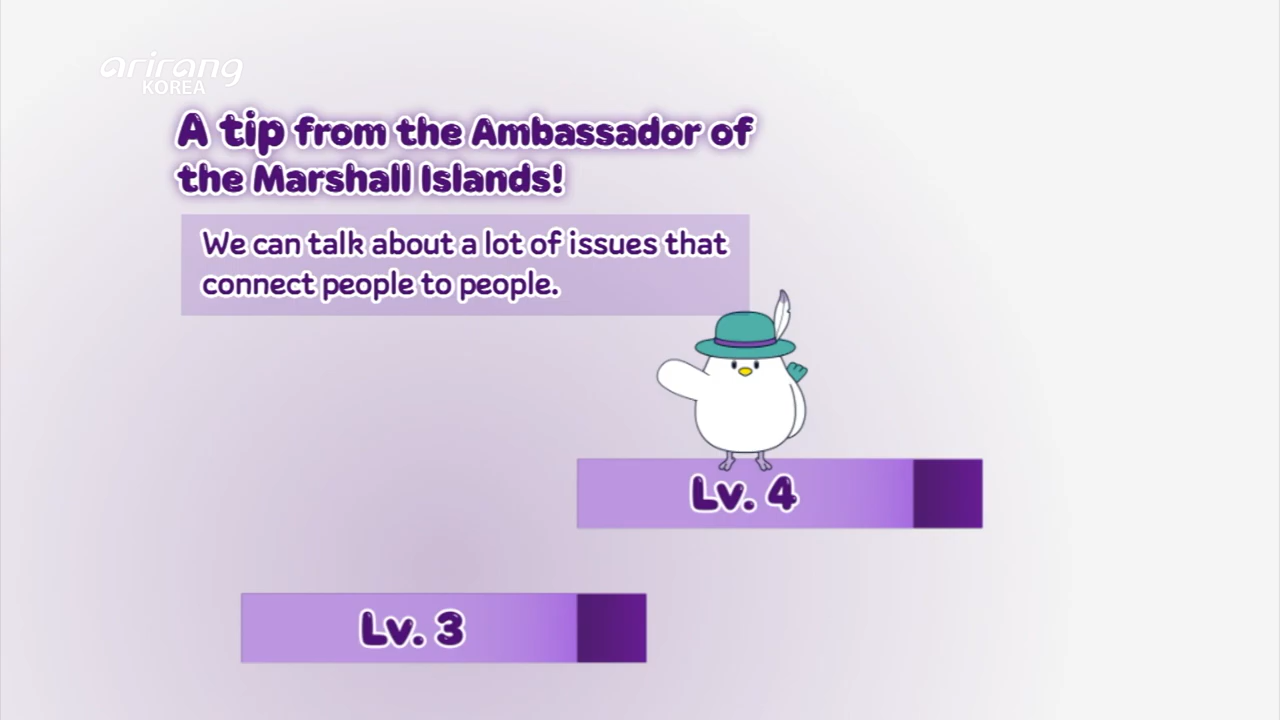 arirang
KOREA
A tip from the Ambassador of
the Marshall Islands!
We can talk about a lot of issues that
connect people to people.
Lv. 4
Lv. 3